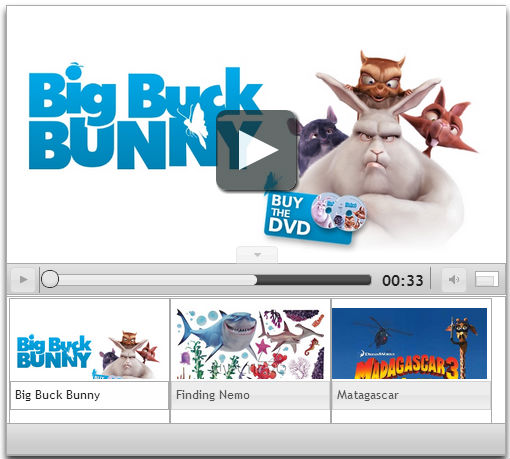 Big Buck
BUNNY
BUY
THE
DVD
00:33
Big Buck
BUNNY
DREAMWORKS
MADAGASCAR 3
Big Buck Bunny
Finding Nemo
Matagascar